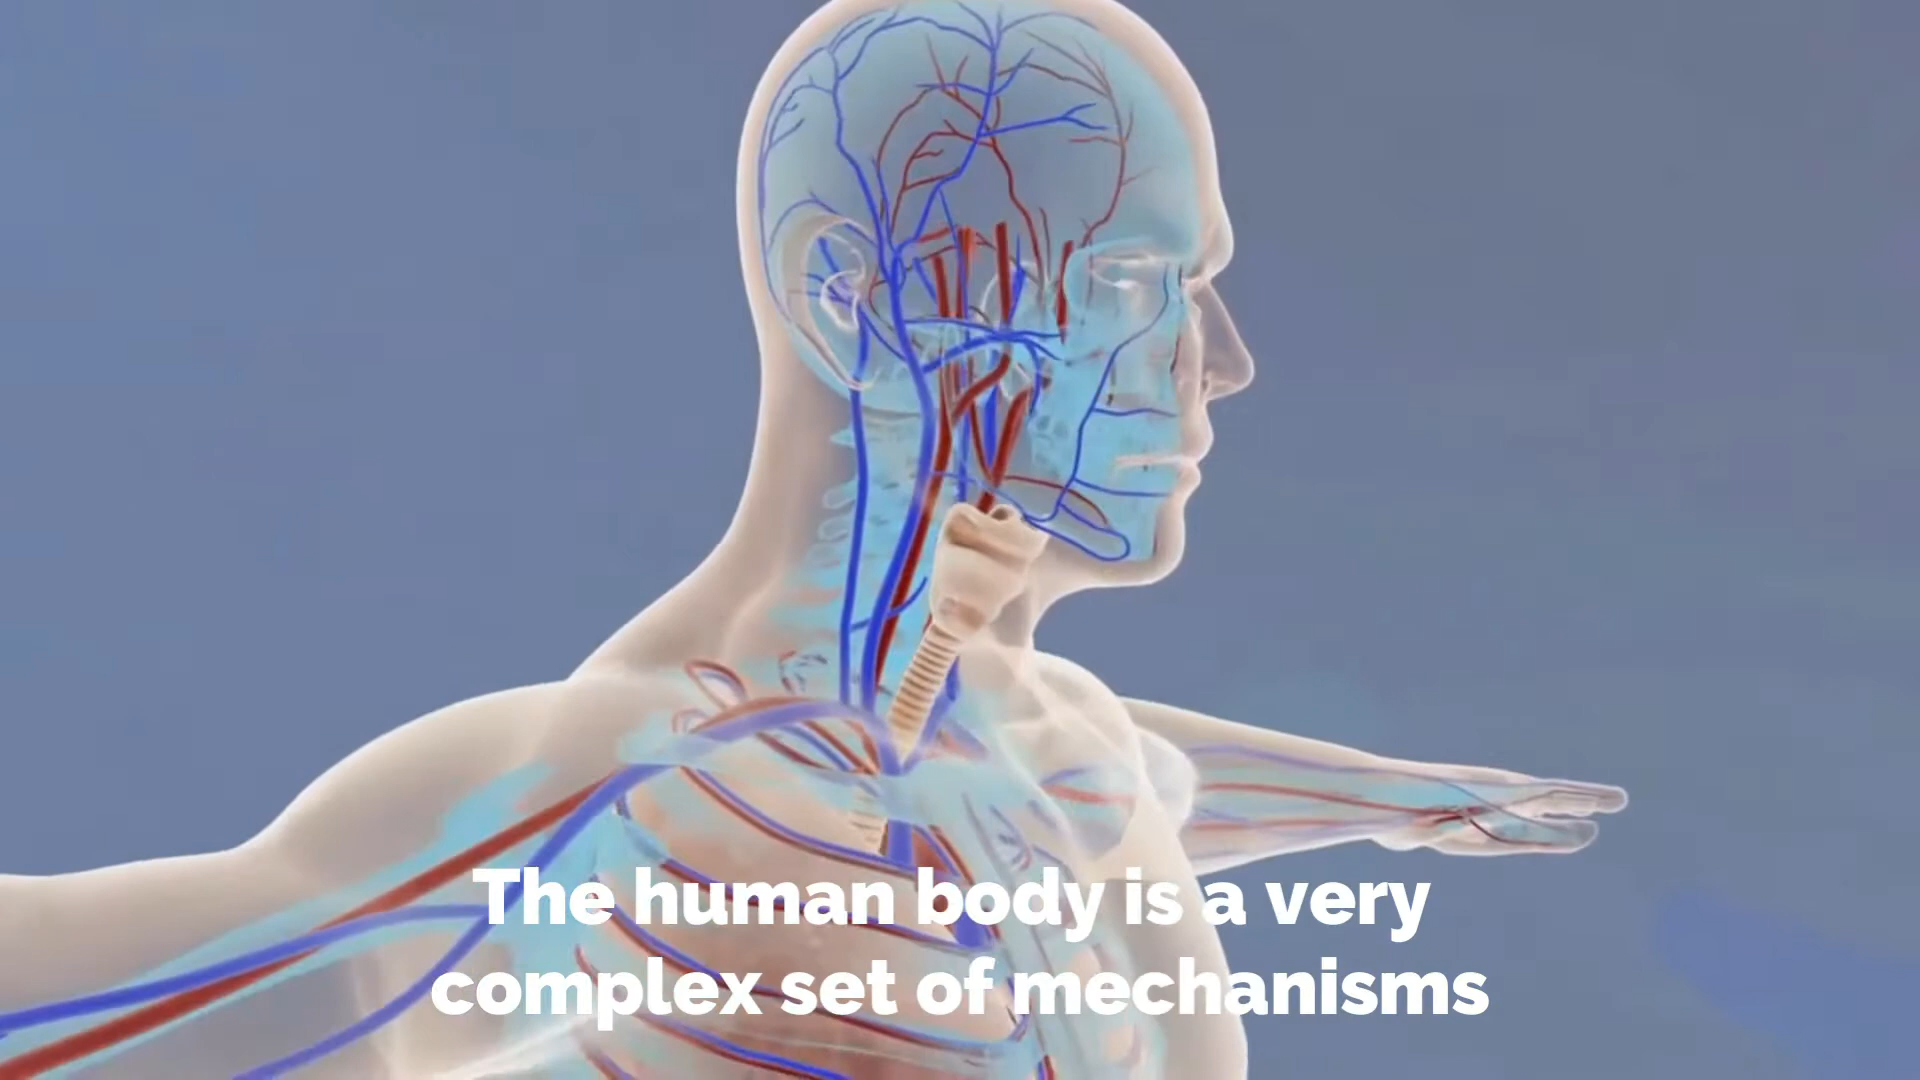 The human body is a very
complex set of mechanisms